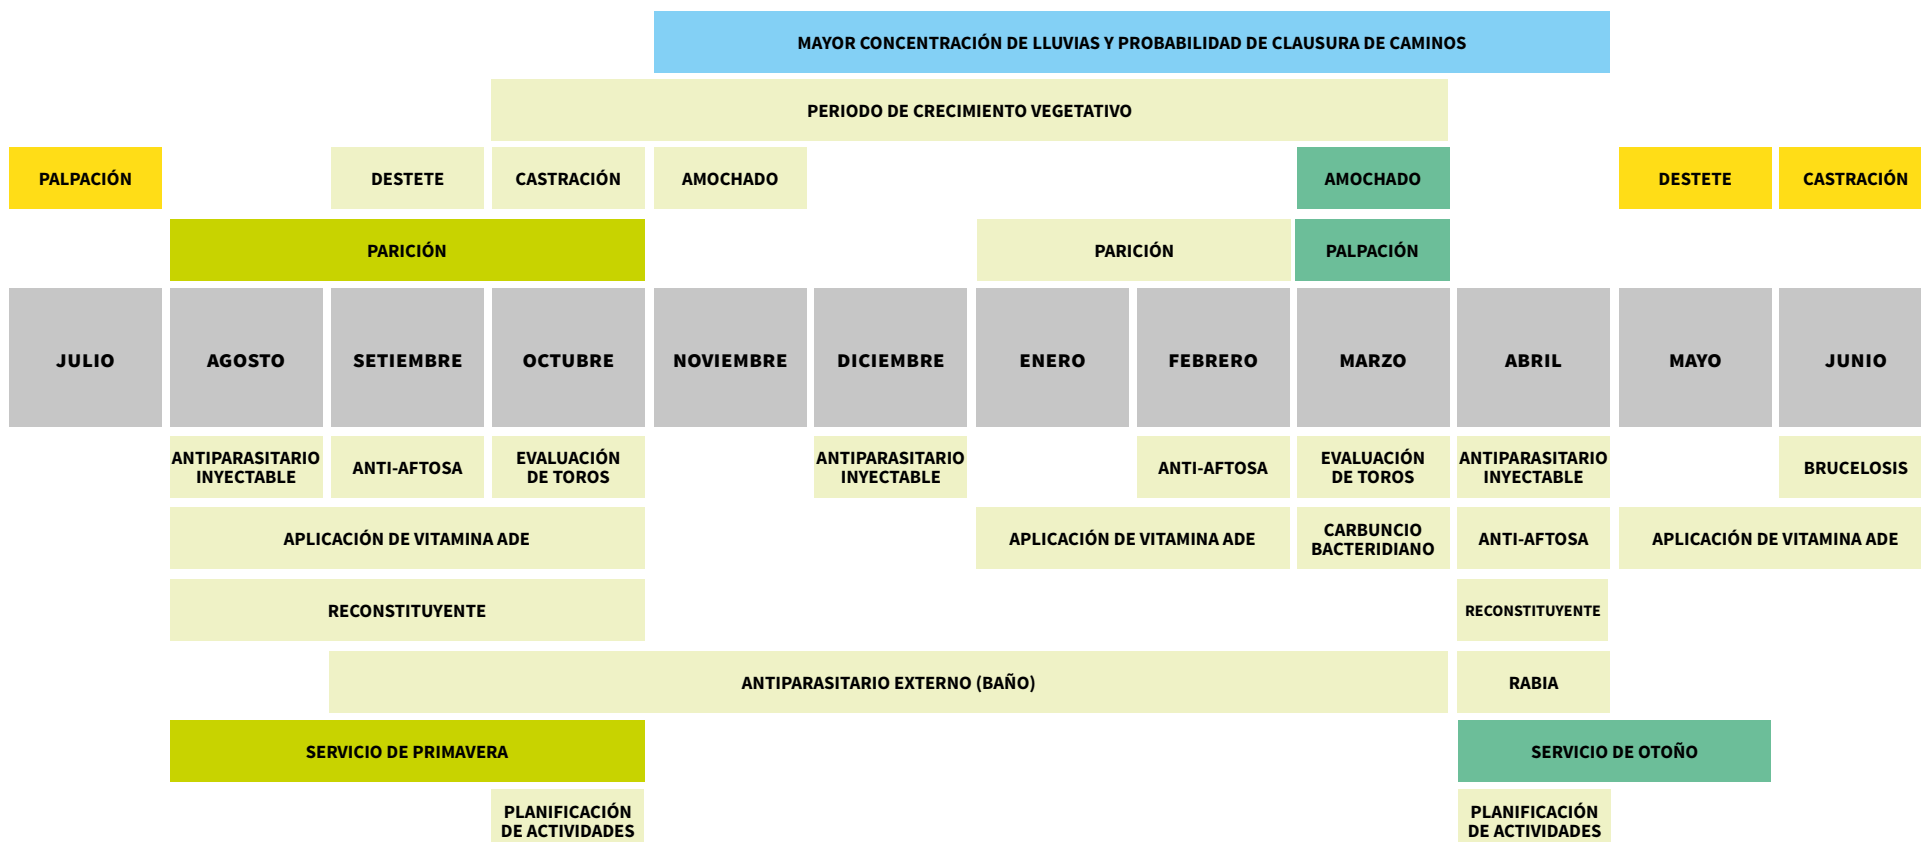 MAYOR CONCENTRACIÓN DE LLUVIAS Y PROBABILIDAD DE CLAUSURA DE CAMINOS
PERIODO DE CRECIMIENTO VEGETATIVO
PALPACIÓN
DESTETE
CASTRACIÓN
AMOCHADO
AMOCHADO
DESTETE
CASTRACIÓN
PARICIÓN
PARICIÓN
PALPACIÓN
JULIO
AGOSTO
SETIEMBRE
OCTUBRE
NOVIEMBRE
DICIEMBRE
ENERO
FEBRERO
MARZO
ABRIL
MAYO
JUNIO
ANTIPARASITARIO
INYECTABLE
ANTI-AFTOSA
EVALUACIÓN
DE TOROS
ANTIPARASITARIO
INYECTABLE
ANTI-AFTOSA
EVALUACIÓN
DE TOROS
ANTIPARASITARIO
INYECTABLE
BRUCELOSIS
APLICACIÓN DE VITAMINA ADE
APLICACIÓN DE VITAMINA ADE
CARBUNCIO
BACTERIDIANO
ANTI-AFTOSA
APLICACIÓN DE VITAMINA ADE
RECONSTITUYENTE
RECONSTITUYENTE
ANTIPARASITARIO EXTERNO (BAÑO)
RABIA
SERVICIO DE PRIMAVERA
SERVICIO DE OTOÑO
PLANIFICACIÓN
DE ACTIVIDADES
PLANIFICACIÓN
DE ACTIVIDADES